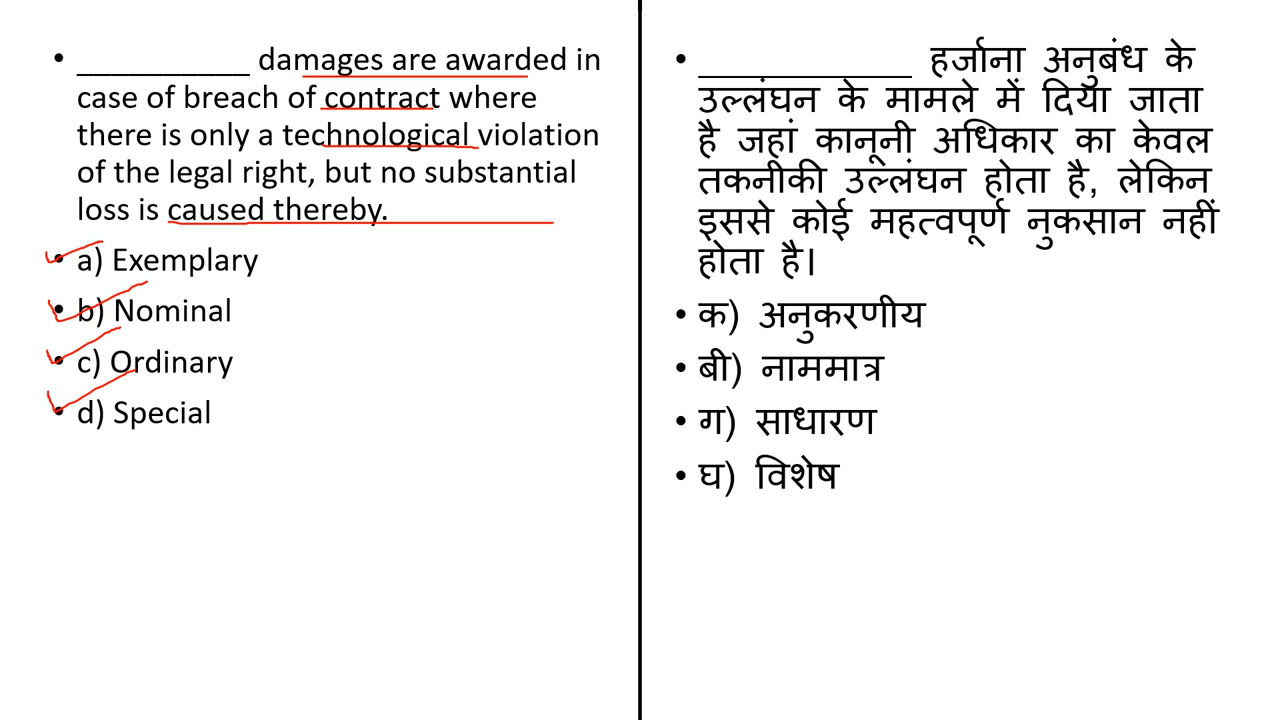 • __________ damages are awarded in
case of breach of contract where
there is only a technological violation
of the legal right, but no substantial
loss is caused thereby.
• a) Exemplary
• b) Nominal
• c) Ordinary
• d) Special
• __________ हर्जाना अनुबंध के
उल्लंघन के मामले में दिया जाता
है जहां कानूनी अधिकार का केवल
तकनीकी उल्लंघन होता है, लेकिन
इससे कोई महत्वपूर्ण नुकसान नहीं
होता है।
• क) अनुकरणीय
• बी) नाममात्र
• ग) साधारण
• घ) विशेष